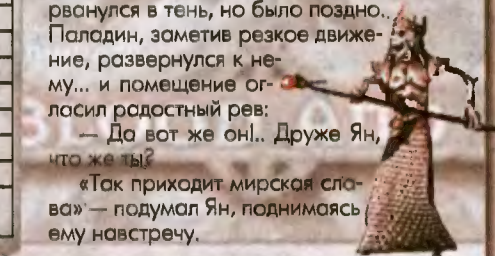 рванулся в тень, но было поздно..
Паладин, заметив резкое движе-
ние, развернулся к не-
му... и помещение ог-
ласил радостный рев:
— Да вот же он!.. Друже Ян,
что же ты?
«Так приходит мирская сла-
ва» — подумал Ян, поднимаясь
ему навстречу.